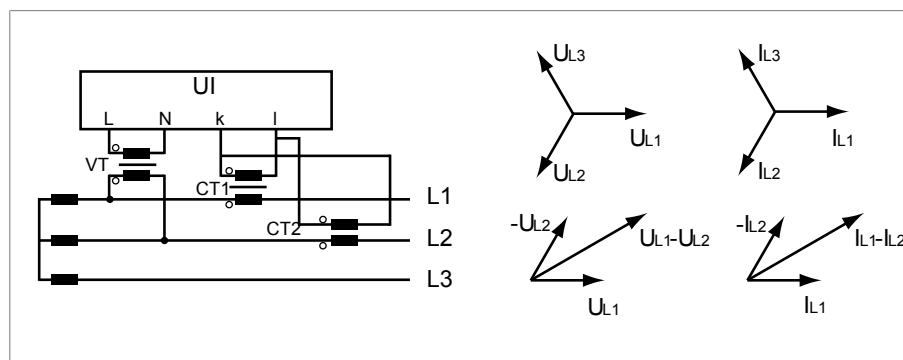 UI
L N k l
VT
CT1
CT2
L1
L2
L3
UL3
UL1
UL2
IL3
IL1
IL2
-UL2
UL1-UL2
UL1
-IL2
IL1-IL2
IL1